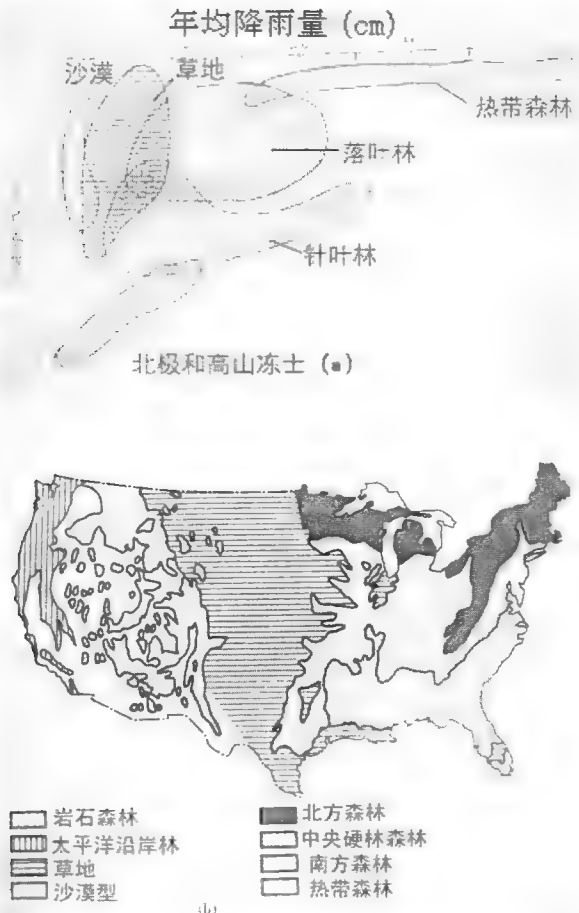 年均降雨量 (cm)
沙漠
草地
热带森林
落叶林
针叶林
北极和高山冻士 (a)
岩石森林
太平洋沿岸林
草地
沙漠型
北方森林
中央硬林森林
南方森林
热带森林
(b)